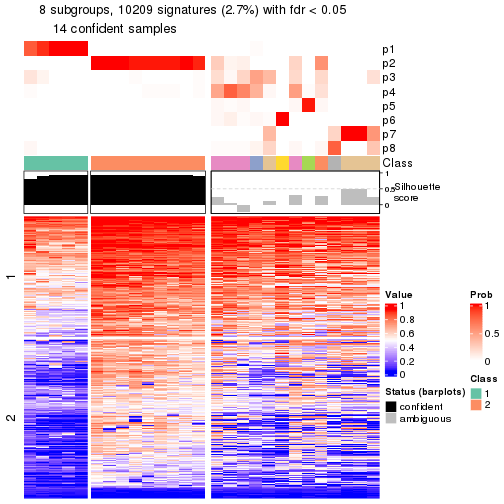 8 subgroups, 10209 signatures (2.7%) with fdr < 0.05
14 confident samples
p1
p2
p3
p4
p5
p6
p7
p8
Class
1
0.5
0
Silhouette
score
1
2
Value
1
0.8
0.6
0.4
0.2
0
Prob
1
0.5
0
Status (barplots)
confident
ambiguous
Class
1
2